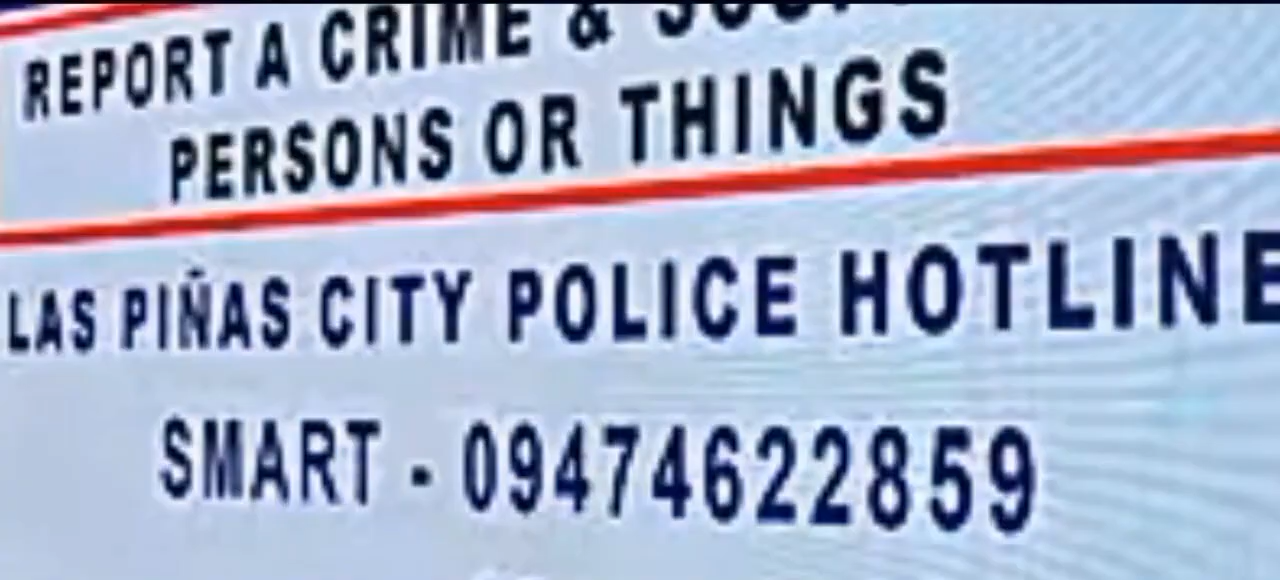 REPORT A CRIME &
PERSONS OR THINGS
LAS PIÑAS CITY POLICE HOTLINE
SMART - 09474622859